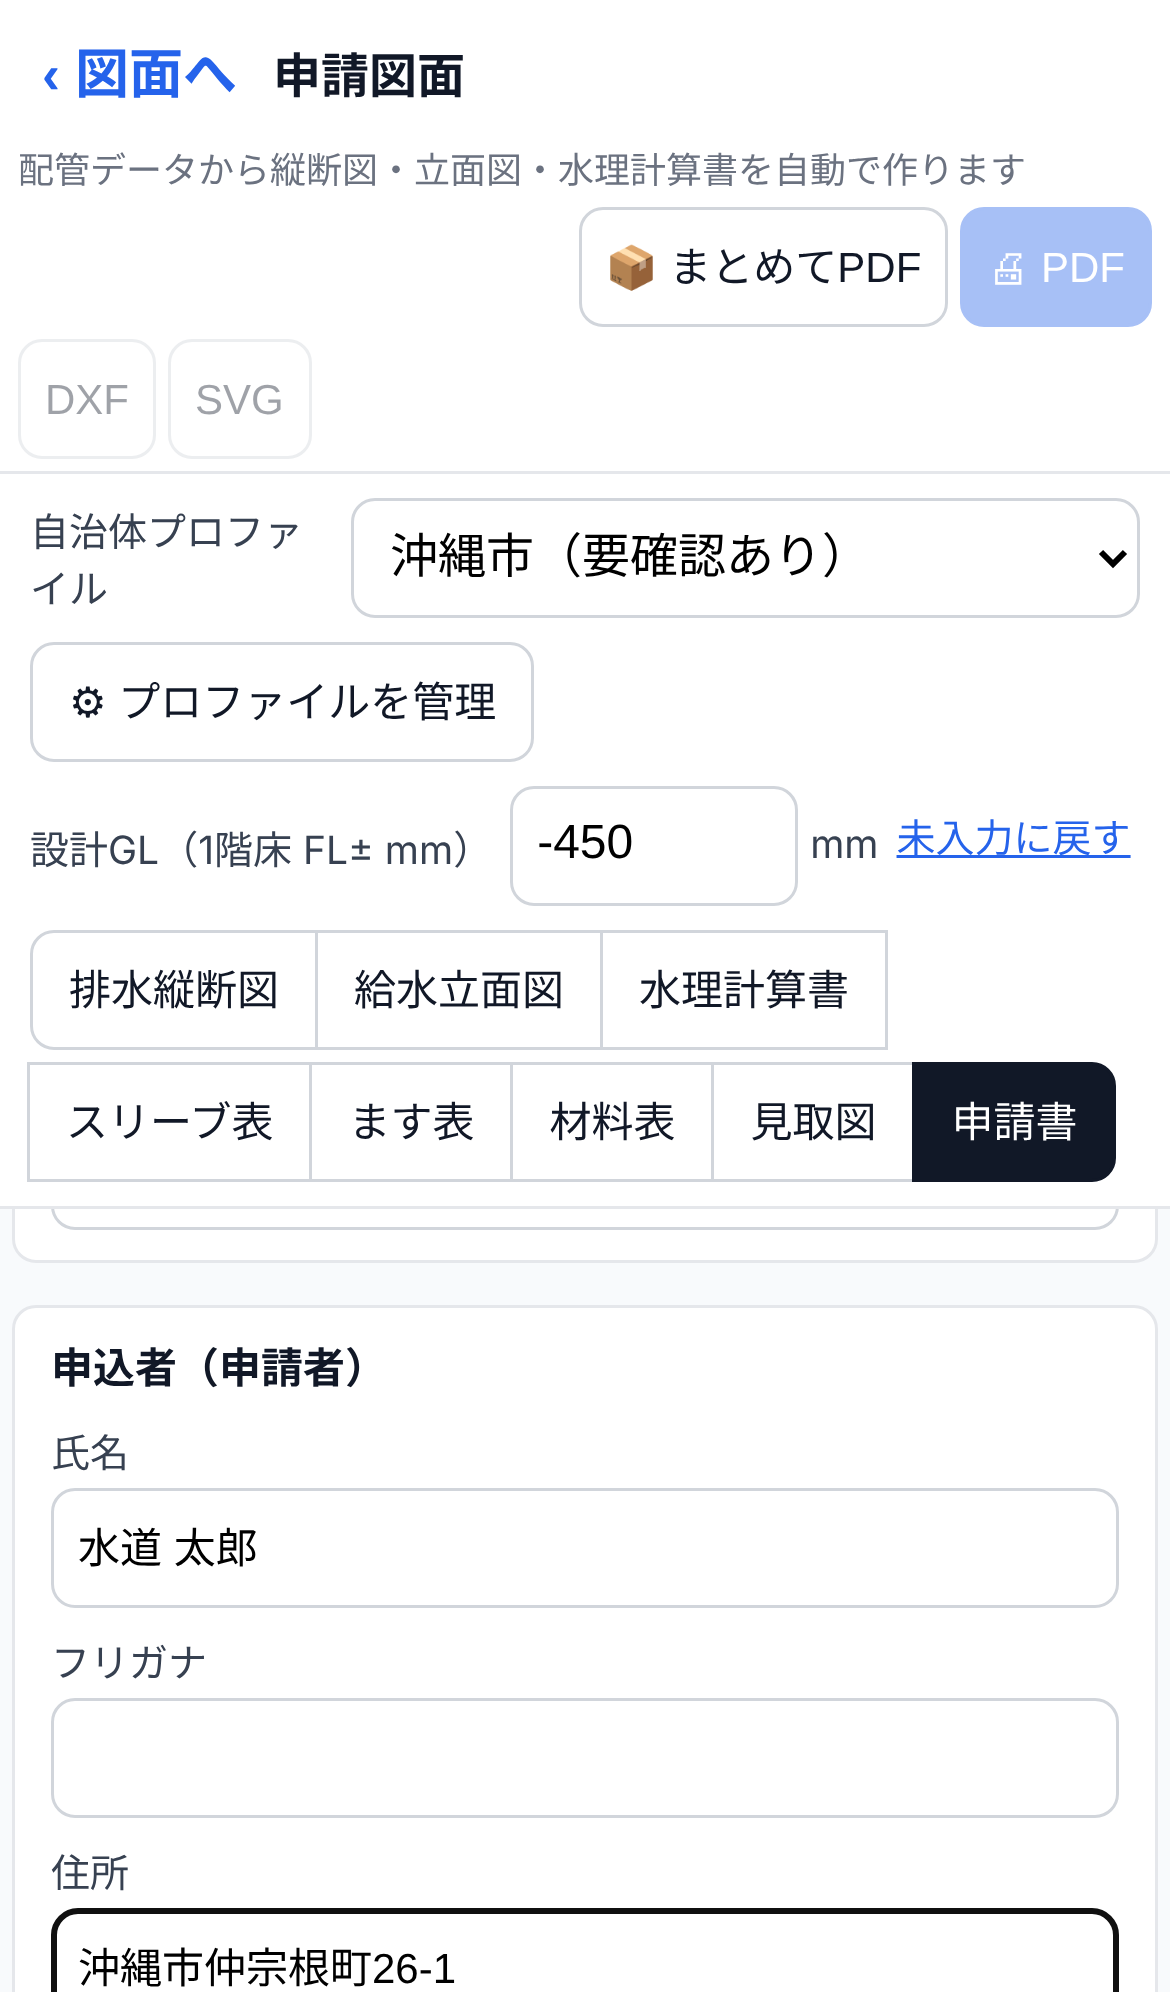 ‹ 図面へ 申請図面
配管データから縦断図・立面図・水理計算書を自動で作ります
📦 まとめてPDF 🖨 PDF
DXF SVG
自治体プロファイル 沖縄市（要確認あり）
⚙ プロファイルを管理
設計GL（1階床 FL± mm） -450 mm 未入力に戻す
排水縦断図 給水立面図 水理計算書
スリーブ表 ます表 材料表 見取図 申請書
申込者（申請者）
氏名
水道 太郎
フリガナ
住所
沖縄市仲宗根町26-1